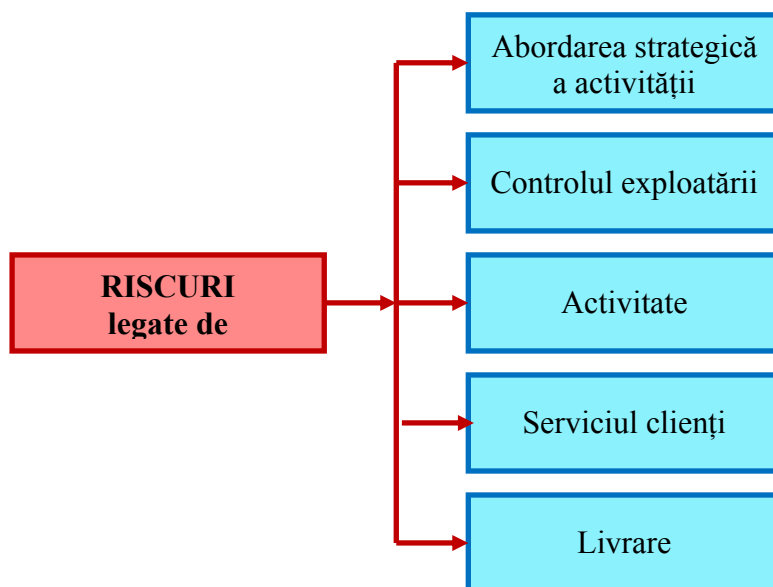 Abordarea strategică
a activității
Controlul exploatării
RISCURI
legate de
Activitate
Serviciul clienți
Livrare